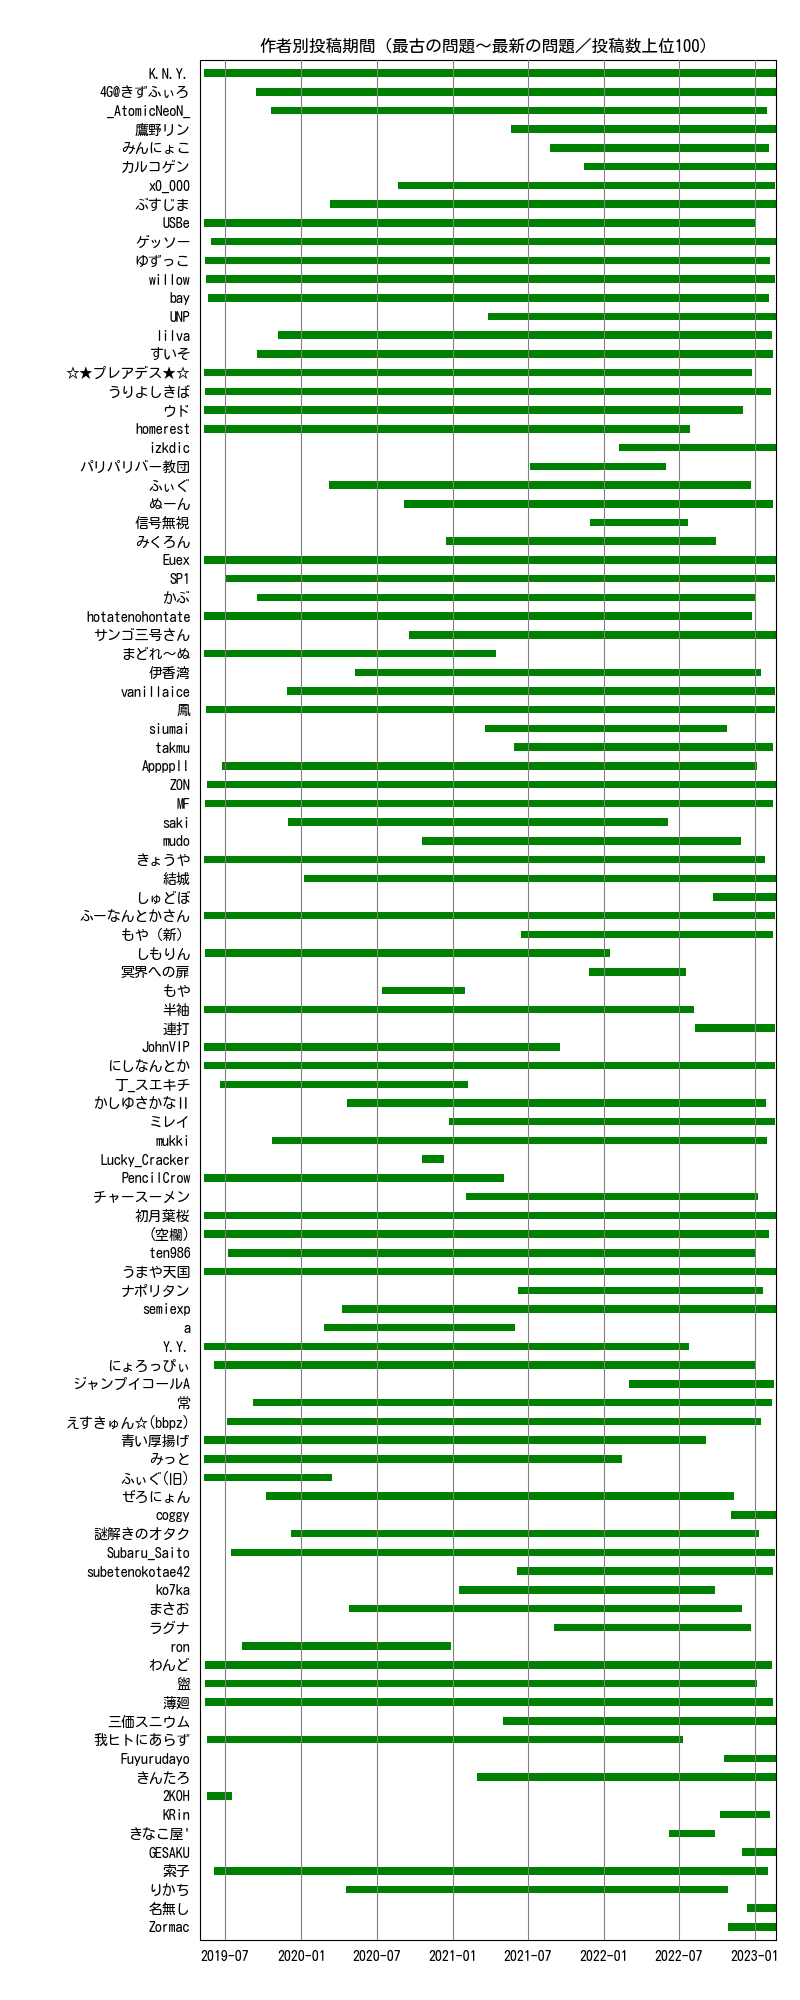 作者別投稿期間（最古の問題～最新の問題／投稿数上位100）
K.N.Y.
4G@きずふぃろ
_AtomicNeoN_
鷹野リン
みんにょこ
カルコゲン
x0_000
ぷすじま
USBe
ゲッソー
ゆずっこ
willow
bay
UNP
lilva
すいそ
☆★プレアデス★☆
うりよしきば
ウド
homerest
izkdic
パリパリバー教団
ふぃぐ
ぬーん
信号無視
みくろん
Euex
SP1
かぶ
hotatenohontate
サンゴ三号さん
まどれ～ぬ
伊香湾
vanillaice
鳳
siumai
takmu
Appppl!
ZON
MF
saki
mudo
きょうや
結城
しゅどぼ
ふーなんとかさん
もや（新）
しもりん
冥界への扉
もや
半袖
連打
JohnVIP
にしなんとか
丁_スエキチ
かしゆさかなⅡ
ミレイ
mukki
Lucky_Cracker
PencilCrow
チャースーメン
初月葉桜
(空欄)
ten986
うまや天国
ナポリタン
semiexp
a
Y.Y.
にょろっぴぃ
ジャンプイコールA
常
えすきゅん☆(bbpz)
青い厚揚げ
みっと
ふぃぐ(旧)
ぜろにょん
coggy
謎解きのオタク
Subaru_Saito
subetenokotae42
ko7ka
まさお
ラグナ
ron
わんど
盥
薄廻
三価スニウム
我ヒトにあらず
Fuyurudayo
きんたろ
2KOH
KRin
きなこ屋'
GESAKU
索子
りかち
名無し
Zormac
2019-07 2020-01 2020-07 2021-01 2021-07 2022-01 2022-07 2023-01